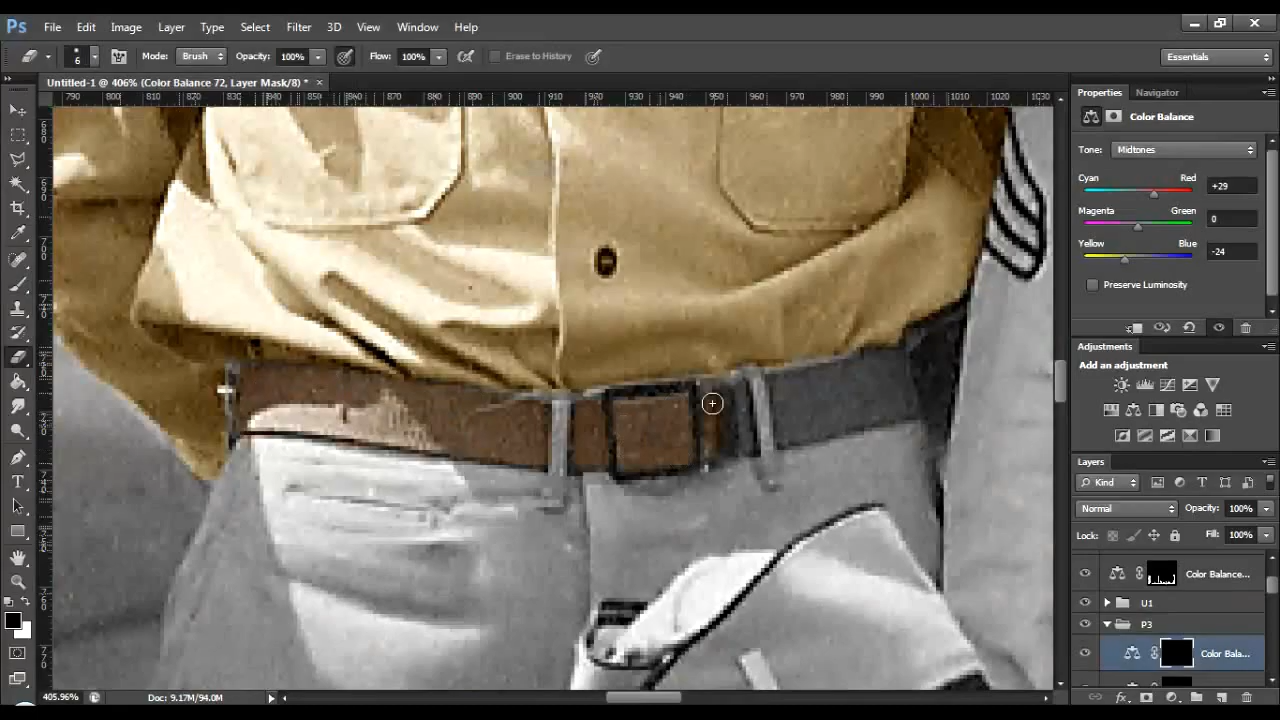 Ps File Edit Image Layer Type Select Filter 3D View Window Help
6 Mode: Brush Opacity: 100% Flow: 100% Erase to History Essentials
Untitled-1 @ 406% (Color Balance 72, Layer Mask/8) * ×
790 800 810 820 830 840 850 860 870 880 890 900 910 920 930 940 950 960 970 980 990 1000 1010 1020 1030
Properties Navigator
Color Balance
Tone: Midtones
Cyan Red
+29
Magenta Green
0
Yellow Blue
-24
Preserve Luminosity
Adjustments
Add an adjustment
Layers
Kind
Normal Opacity: 100%
Lock: Fill: 100%
Color Balance...
U1
P3
Color Bala...
405.96% Doc: 9.17M/94.0M